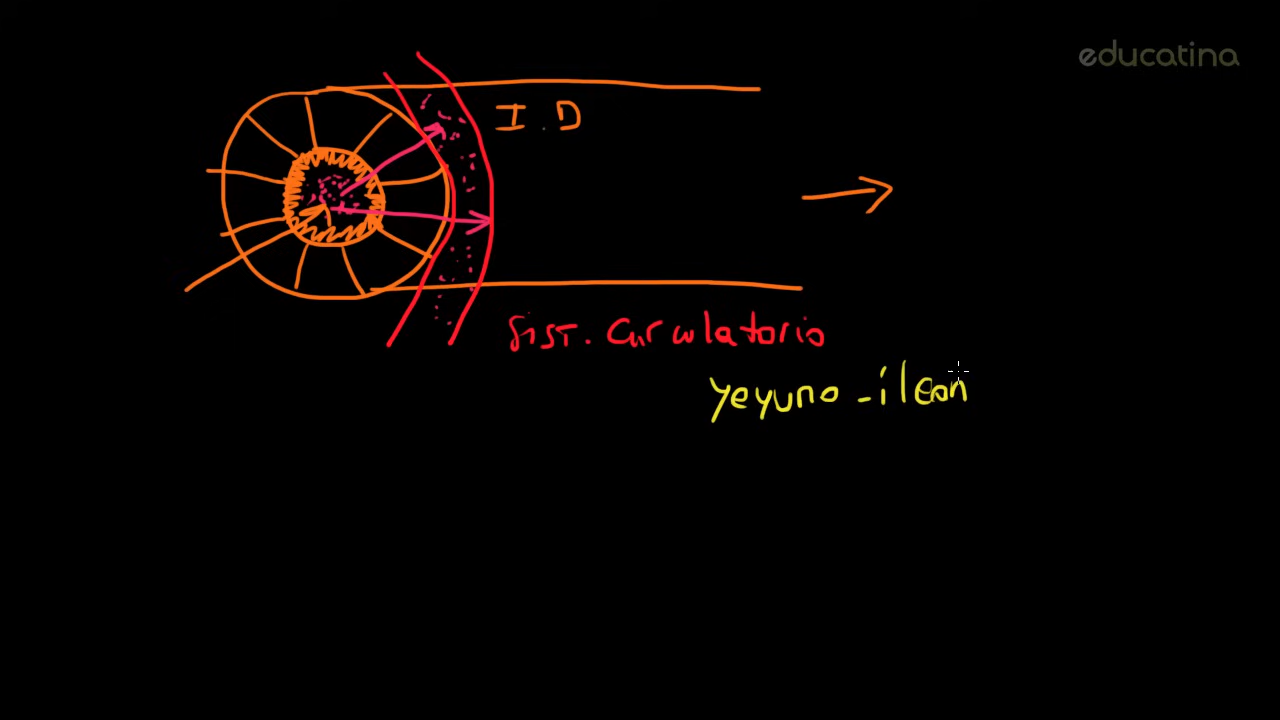 educatina
I.D
Sist. Circulatorio
yeyuno - ileon